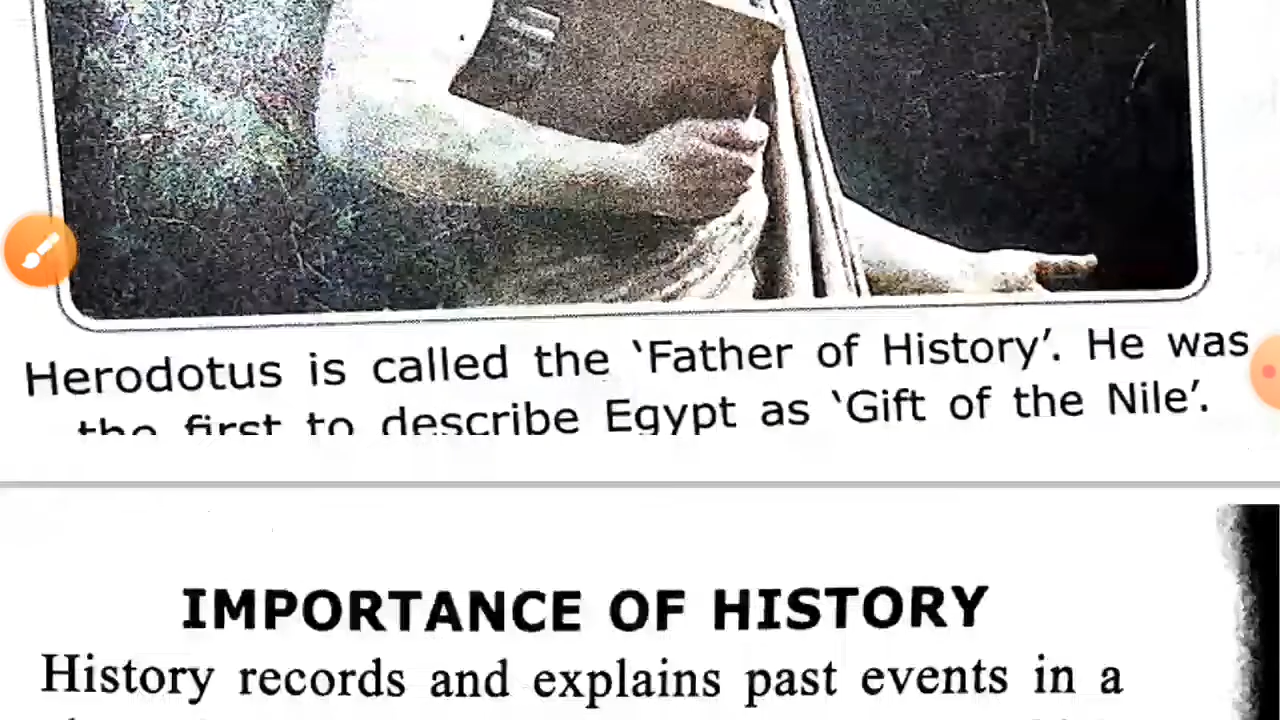 Herodotus is called the ‘Father of History’. He was
the first to describe Egypt as ‘Gift of the Nile’.
IMPORTANCE OF HISTORY
History records and explains past events in a